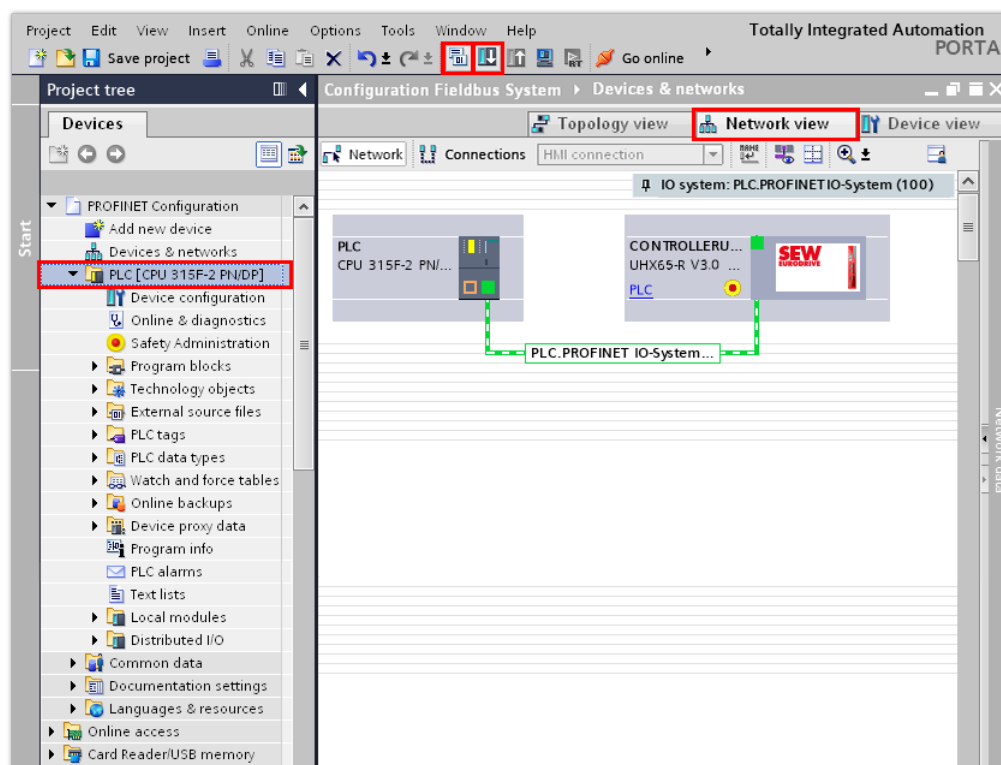 Project Edit View Insert Online Options Tools Window Help
Totally Integrated Automation
PORTA
Save project
Go online
Project tree
Configuration Fieldbus System Devices & networks
Devices
Topology view
Network view
Device view
Network
Connections
HMI connection
IO system: PLC.PROFINET IO-System (100)
Start
PROFINET Configuration
Add new device
Devices & networks
PLC [CPU 315F-2 PN/DP]
Device configuration
Online & diagnostics
Safety Administration
Program blocks
Technology objects
External source files
PLC tags
PLC data types
Watch and force tables
Online backups
Device proxy data
Program info
PLC alarms
Text lists
Local modules
Distributed I/O
Common data
Documentation settings
Languages & resources
Online access
Card Reader/USB memory
PLC
CPU 315F-2 PN/...
CONTROLLERU...
UHX65-R V3.0 ...
PLC
SEW
EURODRIVE
PLC.PROFINET IO-System...
Network data